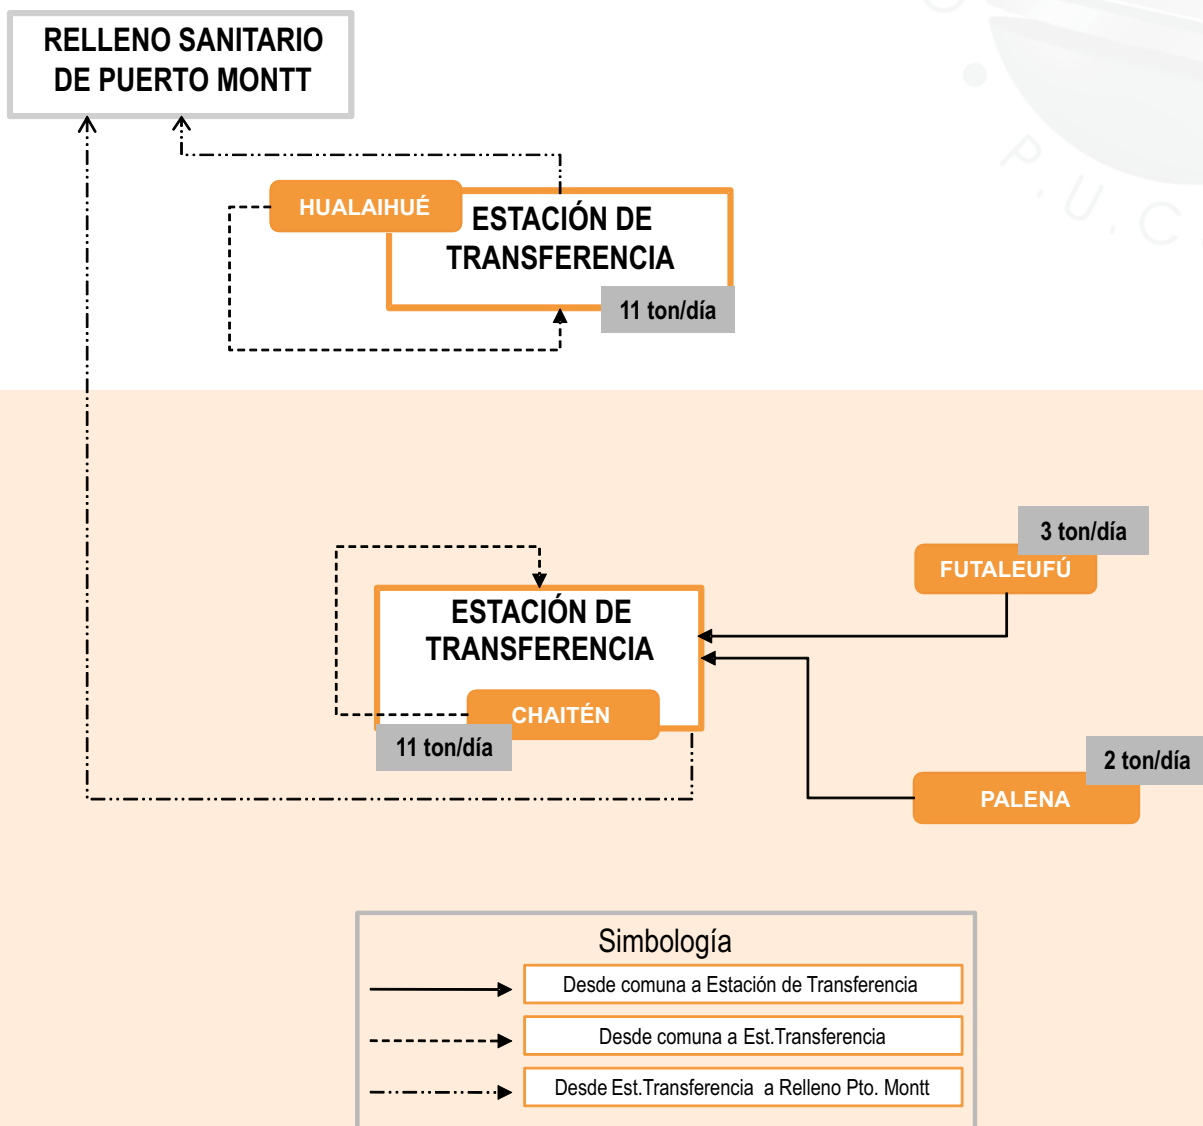 RELLENO SANITARIO
DE PUERTO MONTT
HUALAIHUÉ
ESTACIÓN DE
TRANSFERENCIA
11 ton/día
3 ton/día
FUTALEUFÚ
ESTACIÓN DE
TRANSFERENCIA
CHAITÉN
11 ton/día
2 ton/día
PALENA
Simbología
Desde comuna a Estación de Transferencia
Desde comuna a Est.Transferencia
Desde Est.Transferencia a Relleno Pto. Montt
P.U.C.